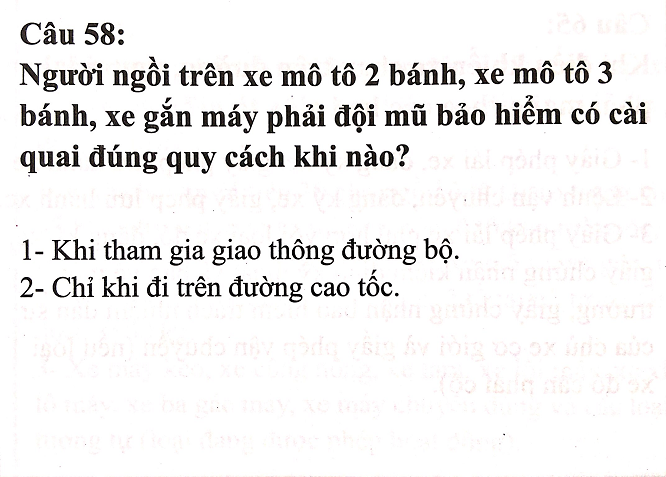 Câu 58:
Người ngồi trên xe mô tô 2 bánh, xe mô tô 3
bánh, xe gắn máy phải đội mũ bảo hiểm có cài
quai đúng quy cách khi nào?
1- Khi tham gia giao thông đường bộ.
2- Chỉ khi đi trên đường cao tốc.